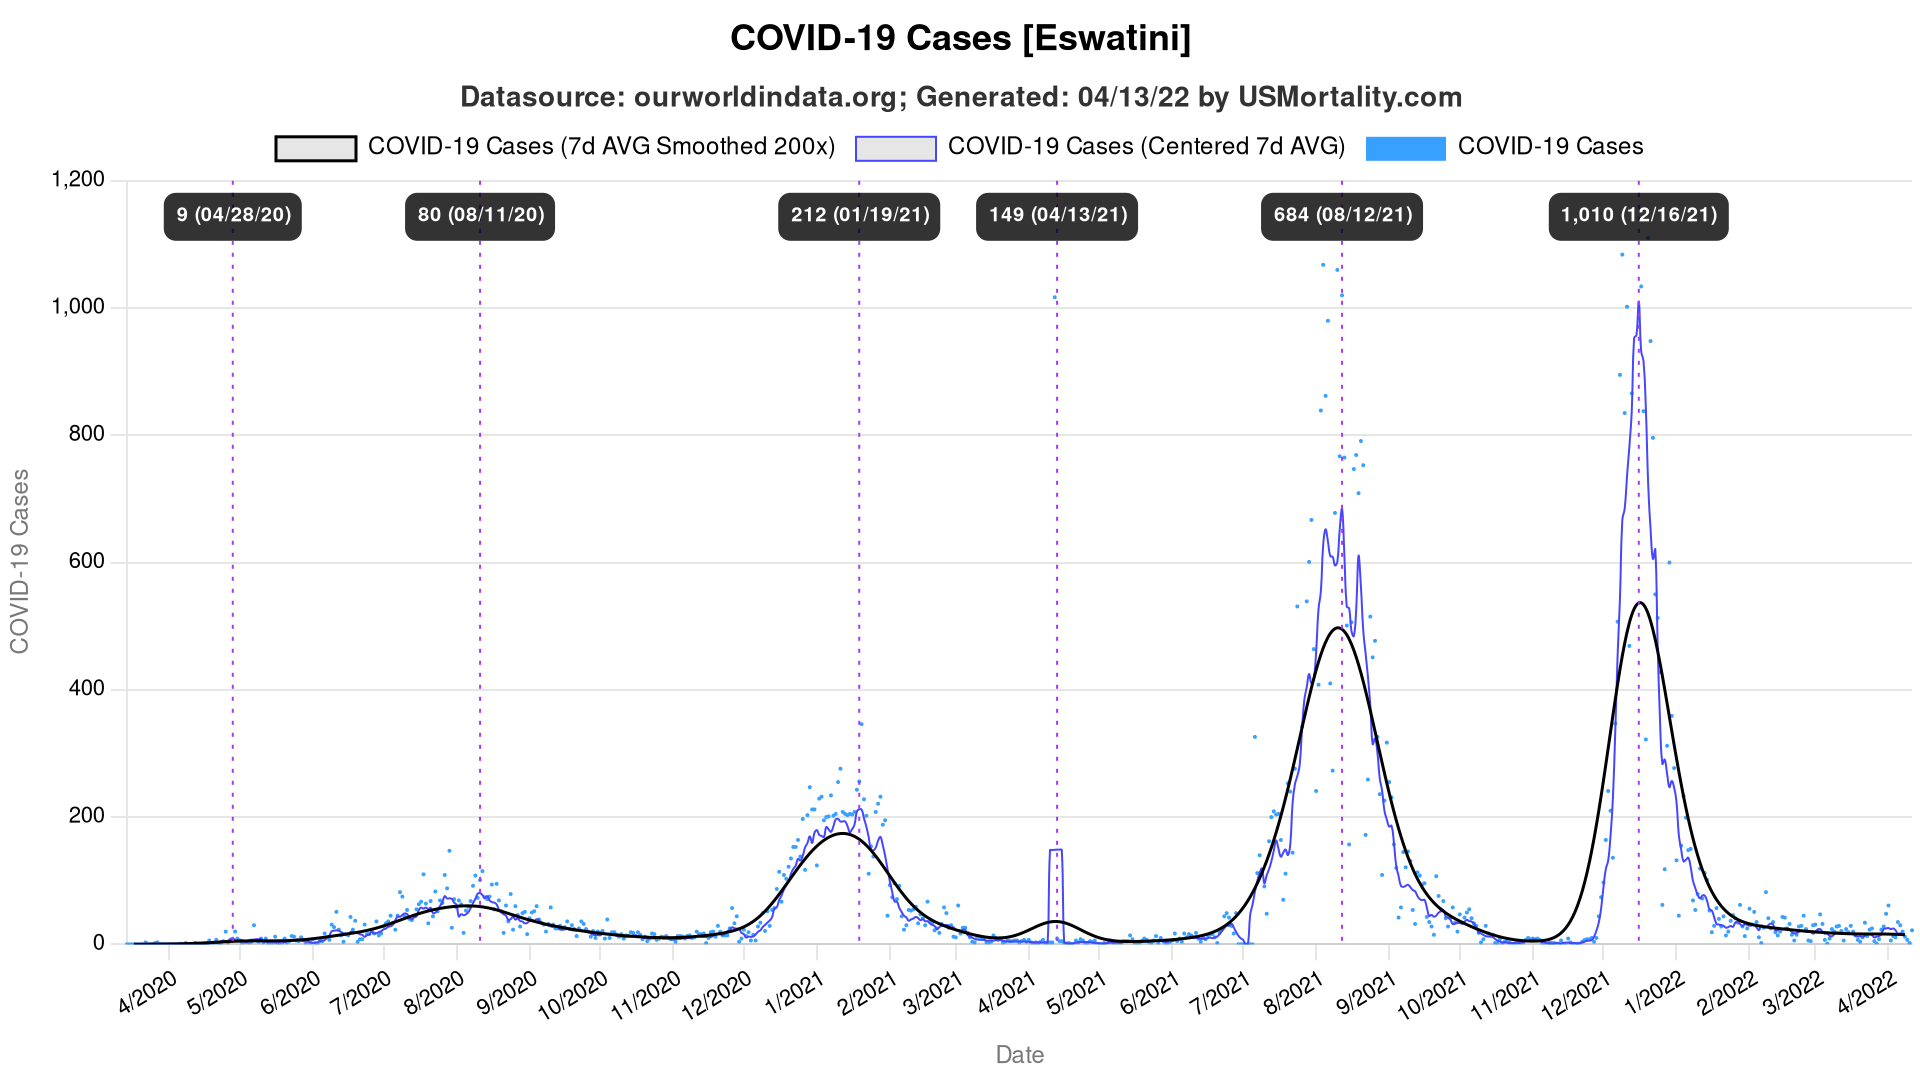 COVID-19 Cases [Eswatini]
Datasource: ourworldindata.org; Generated: 04/13/22 by USMortality.com
COVID-19 Cases (7d AVG Smoothed 200x) COVID-19 Cases (Centered 7d AVG) COVID-19 Cases
9 (04/28/20) 80 (08/11/20) 212 (01/19/21) 149 (04/13/21) 684 (08/12/21) 1,010 (12/16/21)
1,200
1,000
800
600
400
200
0
COVID-19 Cases
4/2020 5/2020 6/2020 7/2020 8/2020 9/2020 10/2020 11/2020 12/2020 1/2021 2/2021 3/2021 4/2021 5/2021 6/2021 7/2021 8/2021 9/2021 10/2021 11/2021 12/2021 1/2022 2/2022 3/2022 4/2022
Date